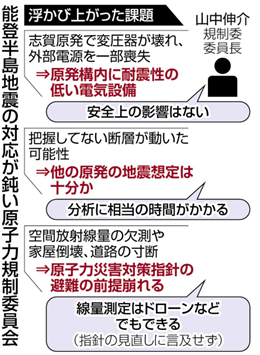 能登半島地震の対応が鈍い原子力規制委員会
浮かび上がった課題
山中伸介
規制委
委員長
志賀原発で変圧器が壊れ、
外部電源を一部喪失
⇒原発構内に耐震性の
低い電気設備
安全上の影響はない
把握してない断層が動いた
可能性
⇒他の原発の地震想定は
十分か
分析に相当の時間がかかる
空間放射線量の欠測や
家屋倒壊、道路の寸断
⇒原子力災害対策指針の
避難の前提崩れる
線量測定はドローンなど
でもできる
(指針の見直しに言及せず)